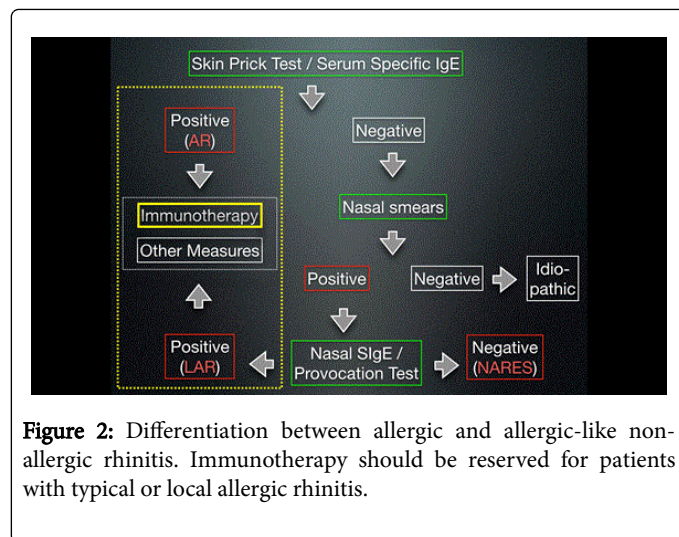 Skin Prick Test / Serum Specific IgE
Positive
(AR)
Negative
Immunotherapy
Other Measures
Nasal smears
Positive
Negative
Idio-
pathic
Positive
(LAR)
Nasal SIgE /
Provocation Test
Negative
(NARES)
Figure 2: Differentiation between allergic and allergic-like non-
allergic rhinitis. Immunotherapy should be reserved for patients
with typical or local allergic rhinitis.